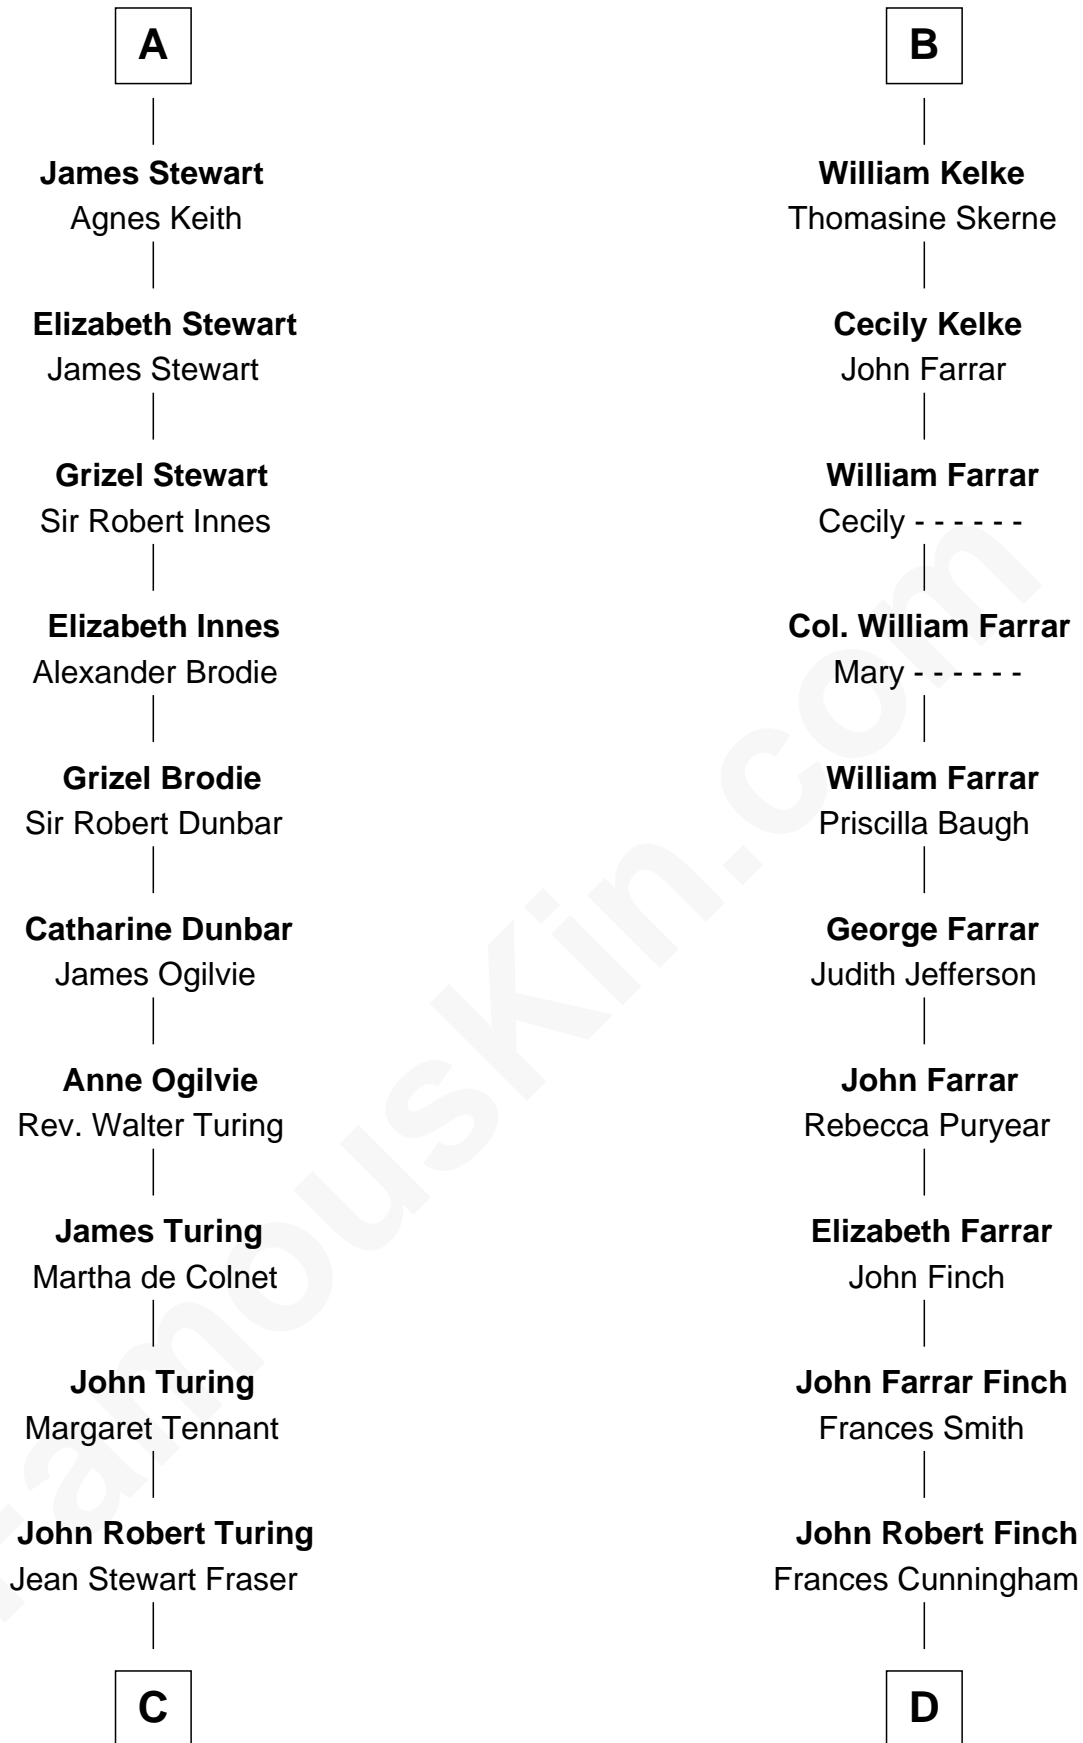 A
James Stewart
Agnes Keith
Elizabeth Stewart
James Stewart
Grizel Stewart
Sir Robert Innes
Elizabeth Innes
Alexander Brodie
Grizel Brodie
Sir Robert Dunbar
Catharine Dunbar
James Ogilvie
Anne Ogilvie
Rev. Walter Turing
James Turing
Martha de Colnet
John Turing
Margaret Tennant
John Robert Turing
Jean Stewart Fraser
C
B
William Kelke
Thomasine Skerne
Cecily Kelke
John Farrar
William Farrar
Cecily - - - - - -
Col. William Farrar
Mary - - - - - -
William Farrar
Priscilla Baugh
George Farrar
Judith Jefferson
John Farrar
Rebecca Puryear
Elizabeth Farrar
John Finch
John Farrar Finch
Frances Smith
John Robert Finch
Frances Cunningham
D
FamousKin.com